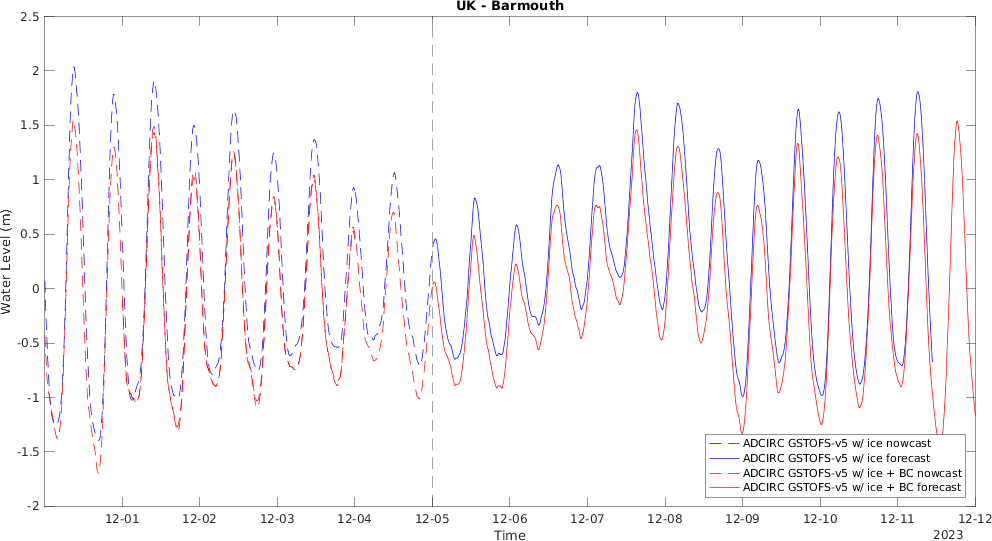 UK - Barmouth
2.5
2
1.5
1
0.5
0
-0.5
-1
-1.5
-2
Water Level (m)
12-01 12-02 12-03 12-04 12-05 12-06 12-07 12-08 12-09 12-10 12-11 12-12
Time
2023
ADCIRC GSTOFS-v5 w/ ice nowcast
ADCIRC GSTOFS-v5 w/ ice forecast
ADCIRC GSTOFS-v5 w/ ice + BC nowcast
ADCIRC GSTOFS-v5 w/ ice + BC forecast